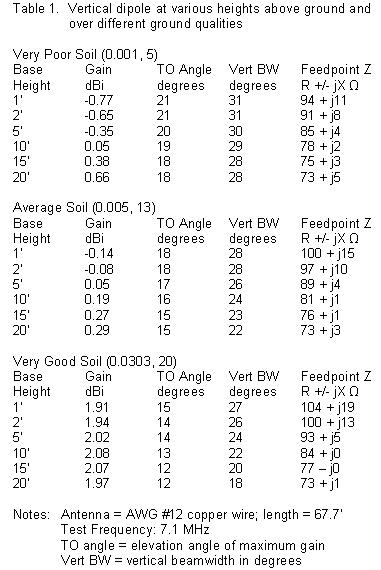 Table 1. Vertical dipole at various heights above ground and
over different ground qualities
Very Poor Soil (0.001, 5)
Base Gain TO Angle Vert BW Feedpoint Z
Height dBi degrees degrees R +/- jX Ω
1' -0.77 21 31 94 + j11
2' -0.65 21 31 91 + j8
5' -0.35 20 30 85 + j4
10' 0.05 19 29 78 + j2
15' 0.38 18 28 75 + j3
20' 0.66 18 28 73 + j5
Average Soil (0.005, 13)
Base Gain TO Angle Vert BW Feedpoint Z
Height dBi degrees degrees R +/- jX Ω
1' -0.14 18 28 100 + j15
2' -0.08 18 28 97 + j10
5' 0.05 17 26 89 + j4
10' 0.19 16 24 81 + j1
15' 0.27 15 23 76 + j1
20' 0.29 15 22 73 + j3
Very Good Soil (0.0303, 20)
Base Gain TO Angle Vert BW Feedpoint Z
Height dBi degrees degrees R +/- jX Ω
1' 1.91 15 27 104 + j19
2' 1.94 14 26 100 + j13
5' 2.02 14 24 93 + j5
10' 2.08 13 22 84 + j0
15' 2.07 12 20 77 – j0
20' 1.97 12 18 73 + j1
Notes: Antenna = AWG #12 copper wire; length = 67.7'
Test Frequency: 7.1 MHz
TO angle = elevation angle of maximum gain
Vert BW = vertical beamwidth in degrees